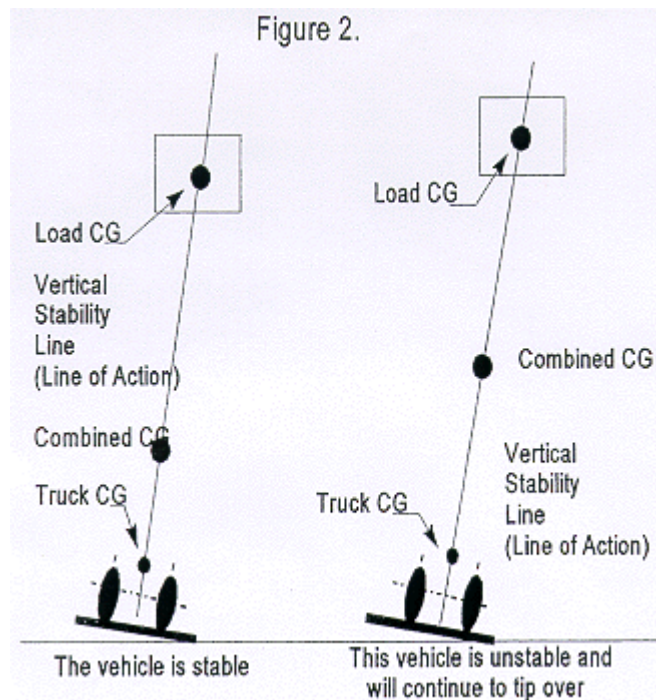 Figure 2.
Load CG
Vertical
Stability
Line
(Line of Action)
Combined CG
Truck CG
The vehicle is stable
Load CG
Combined CG
Vertical
Stability
Line
(Line of Action)
Truck CG
This vehicle is unstable and
will continue to tip over